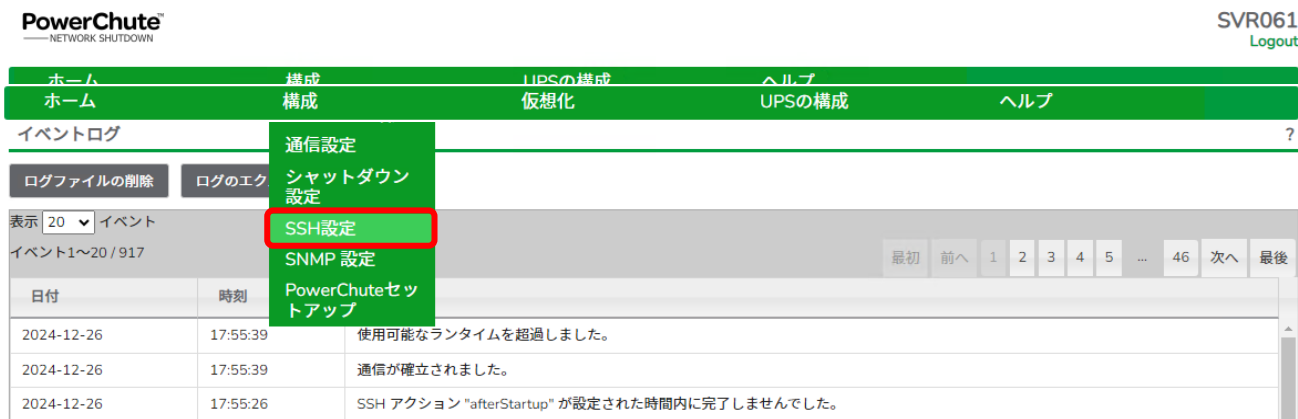 PowerChute™
NETWORK SHUTDOWN
SVR061
Logout
ホーム 構成 UPSの構成 ヘルプ
ホーム 構成 仮想化 UPSの構成 ヘルプ
イベントログ ?
通信設定
シャットダウン
設定
SSH設定
SNMP 設定
PowerChuteセッ
トアップ
ログファイルの削除 ログのエク
表示 20 イベント
イベント1～20 / 917
最初 前へ 1 2 3 4 5 ... 46 次へ 最後
日付 時刻
2024-12-26 17:55:39 使用可能なランタイムを超過しました。
2024-12-26 17:55:39 通信が確立されました。
2024-12-26 17:55:26 SSH アクション "afterStartup" が設定された時間内に完了しませんでした。